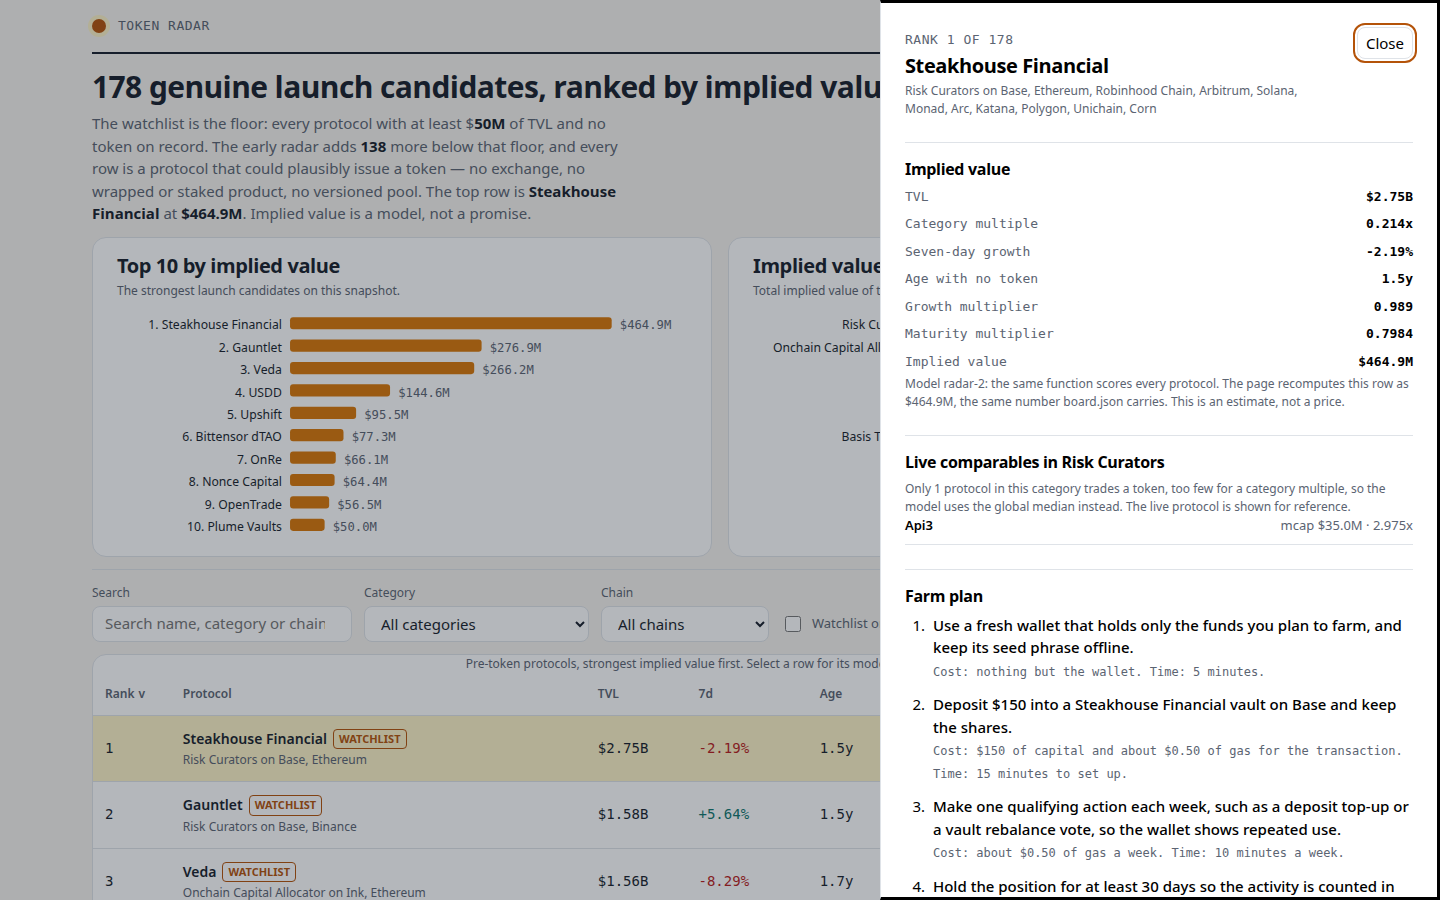 TOKEN RADAR
178 genuine launch candidates, ranked by implied valu
The watchlist is the floor: every protocol with at least $50M of TVL and no
token on record. The early radar adds 138 more below that floor, and every
row is a protocol that could plausibly issue a token — no exchange, no
wrapped or staked product, no versioned pool. The top row is Steakhouse
Financial at $464.9M. Implied value is a model, not a promise.
Top 10 by implied value
The strongest launch candidates on this snapshot.
1. Steakhouse Financial $464.9M
2. Gauntlet $276.9M
3. Veda $266.2M
4. USDD $144.6M
5. Upshift $95.5M
6. Bittensor dTAO $77.3M
7. OnRe $66.1M
8. Nonce Capital $64.4M
9. OpenTrade $56.5M
10. Plume Vaults $50.0M
Implied value
Total implied value of t
Risk Cu
Onchain Capital All
Basis T
Search
Search name, category or chain
Category
All categories
Chain
All chains
Watchlist o
Pre-token protocols, strongest implied value first. Select a row for its mode
Rank v Protocol TVL 7d Age
1 Steakhouse Financial WATCHLIST $2.75B -2.19% 1.5y
Risk Curators on Base, Ethereum
2 Gauntlet WATCHLIST $1.58B +5.64% 1.5y
Risk Curators on Base, Binance
3 Veda WATCHLIST $1.56B -8.29% 1.7y
Onchain Capital Allocator on Ink, Ethereum
RANK 1 OF 178
Close
Steakhouse Financial
Risk Curators on Base, Ethereum, Robinhood Chain, Arbitrum, Solana,
Monad, Arc, Katana, Polygon, Unichain, Corn
Implied value
TVL $2.75B
Category multiple 0.214x
Seven-day growth -2.19%
Age with no token 1.5y
Growth multiplier 0.989
Maturity multiplier 0.7984
Implied value $464.9M
Model radar-2: the same function scores every protocol. The page recomputes this row as
$464.9M, the same number board.json carries. This is an estimate, not a price.
Live comparables in Risk Curators
Only 1 protocol in this category trades a token, too few for a category multiple, so the
model uses the global median instead. The live protocol is shown for reference.
Api3 mcap $35.0M · 2.975x
Farm plan
1. Use a fresh wallet that holds only the funds you plan to farm, and
keep its seed phrase offline.
Cost: nothing but the wallet. Time: 5 minutes.
2. Deposit $150 into a Steakhouse Financial vault on Base and keep
the shares.
Cost: $150 of capital and about $0.50 of gas for the transaction.
Time: 15 minutes to set up.
3. Make one qualifying action each week, such as a deposit top-up or
a vault rebalance vote, so the wallet shows repeated use.
Cost: about $0.50 of gas a week. Time: 10 minutes a week.
4. Hold the position for at least 30 days so the activity is counted in